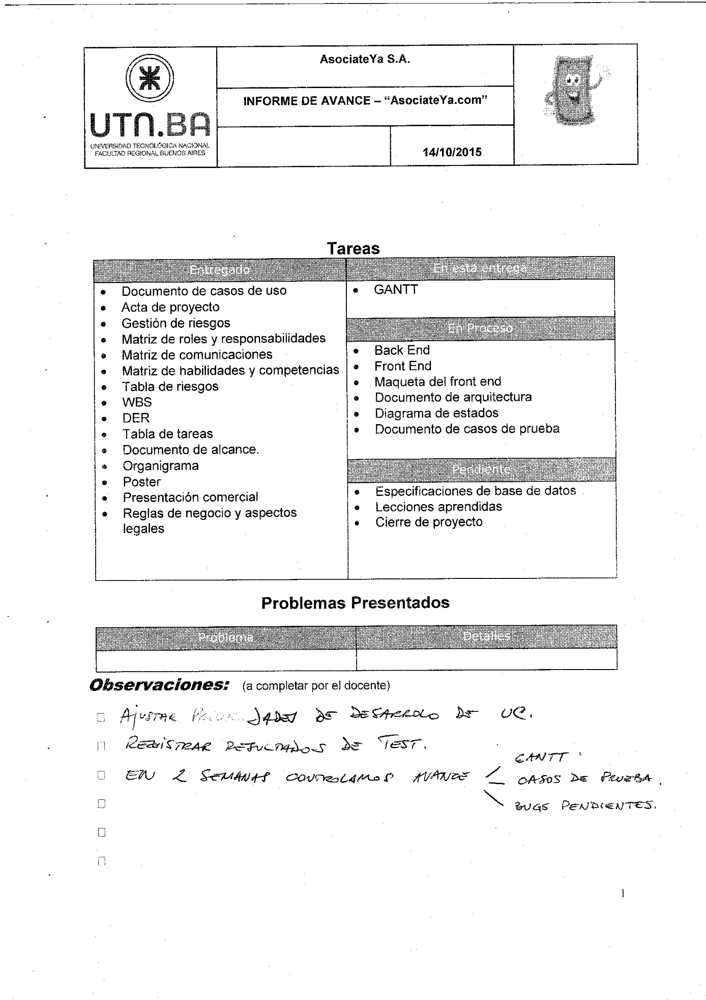 AsociateYa S.A.
INFORME DE AVANCE – “AsociateYa.com”
UTN.BA
UNIVERSIDAD TECNOLÓGICA NACIONAL
FACULTAD REGIONAL BUENOS AIRES
14/10/2015
Tareas
Entregado
• Documento de casos de uso
• Acta de proyecto
• Gestión de riesgos
• Matriz de roles y responsabilidades
• Matriz de comunicaciones
• Matriz de habilidades y competencias
• Tabla de riesgos
• WBS
• DER
• Tabla de tareas
• Documento de alcance.
• Organigrama
• Poster
• Presentación comercial
• Reglas de negocio y aspectos
legales
En esta entrega
• GANTT
En Proceso
• Back End
• Front End
• Maqueta del front end
• Documento de arquitectura
• Diagrama de estados
• Documento de casos de prueba
Pendiente
• Especificaciones de base de datos
• Lecciones aprendidas
• Cierre de proyecto
Problemas Presentados
Problema
Detalles
Observaciones: (a completar por el docente)
AJUSTAR PRIORIDADES DE DESARROLO DE UC.
REGISTRAR RESULTADOS DE TEST.
EN 2 SEMANAS CONTROLAMOS AVANCE
GANTT
CASOS DE PRUEBA.
BUGS PENDIENTES.
1